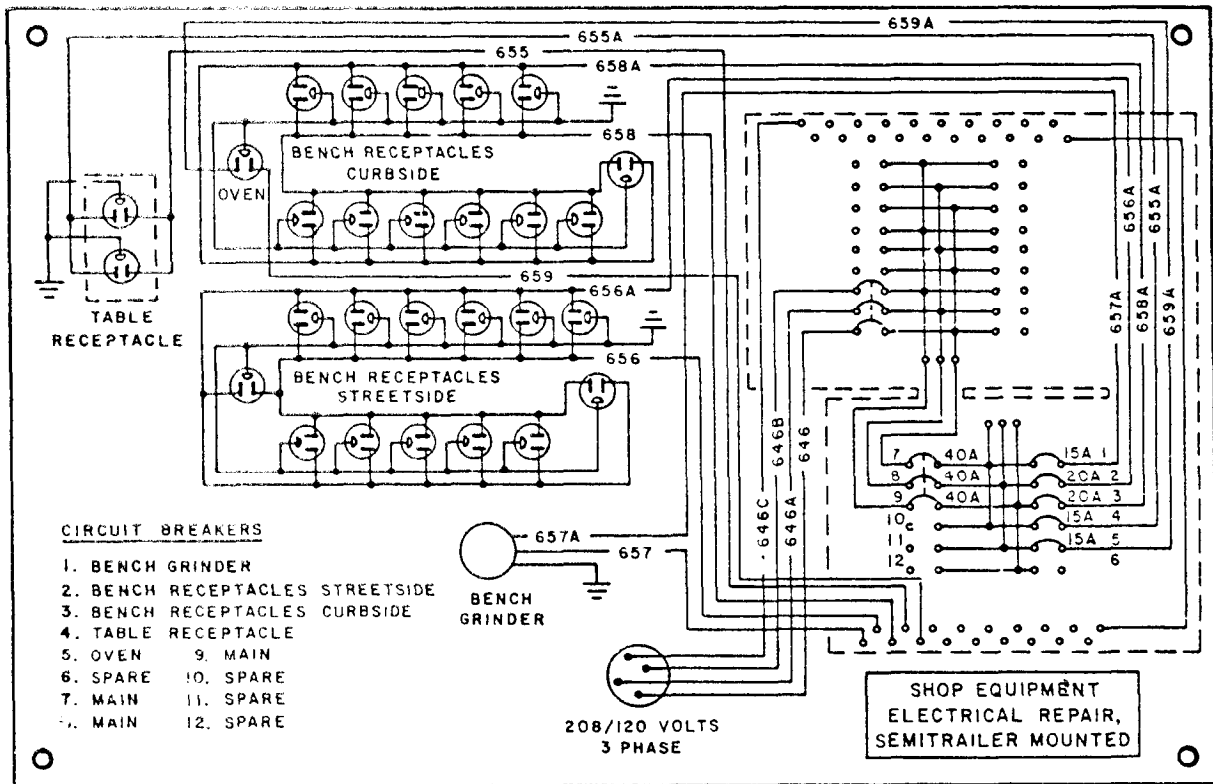 659A
655A
655
658A
658
BENCH RECEPTACLES
CURBSIDE
OVEN
659
656A
TABLE
RECEPTACLE
656
BENCH RECEPTACLES
STREETSIDE
657A
657
BENCH
GRINDER
646C
646B
646A
646
656A
655A
657A
658A
659A
7 40A 15A 1
8 40A 20A 2
9 40A 20A 3
10 15A 4
11 15A 5
12 6
CIRCUIT BREAKERS
1. BENCH GRINDER
2. BENCH RECEPTACLES STREETSIDE
3. BENCH RECEPTACLES CURBSIDE
4. TABLE RECEPTACLE
5. OVEN 9. MAIN
6. SPARE 10. SPARE
7. MAIN 11. SPARE
MAIN 12. SPARE
208/120 VOLTS
3 PHASE
SHOP EQUIPMENT
ELECTRICAL REPAIR,
SEMITRAILER MOUNTED